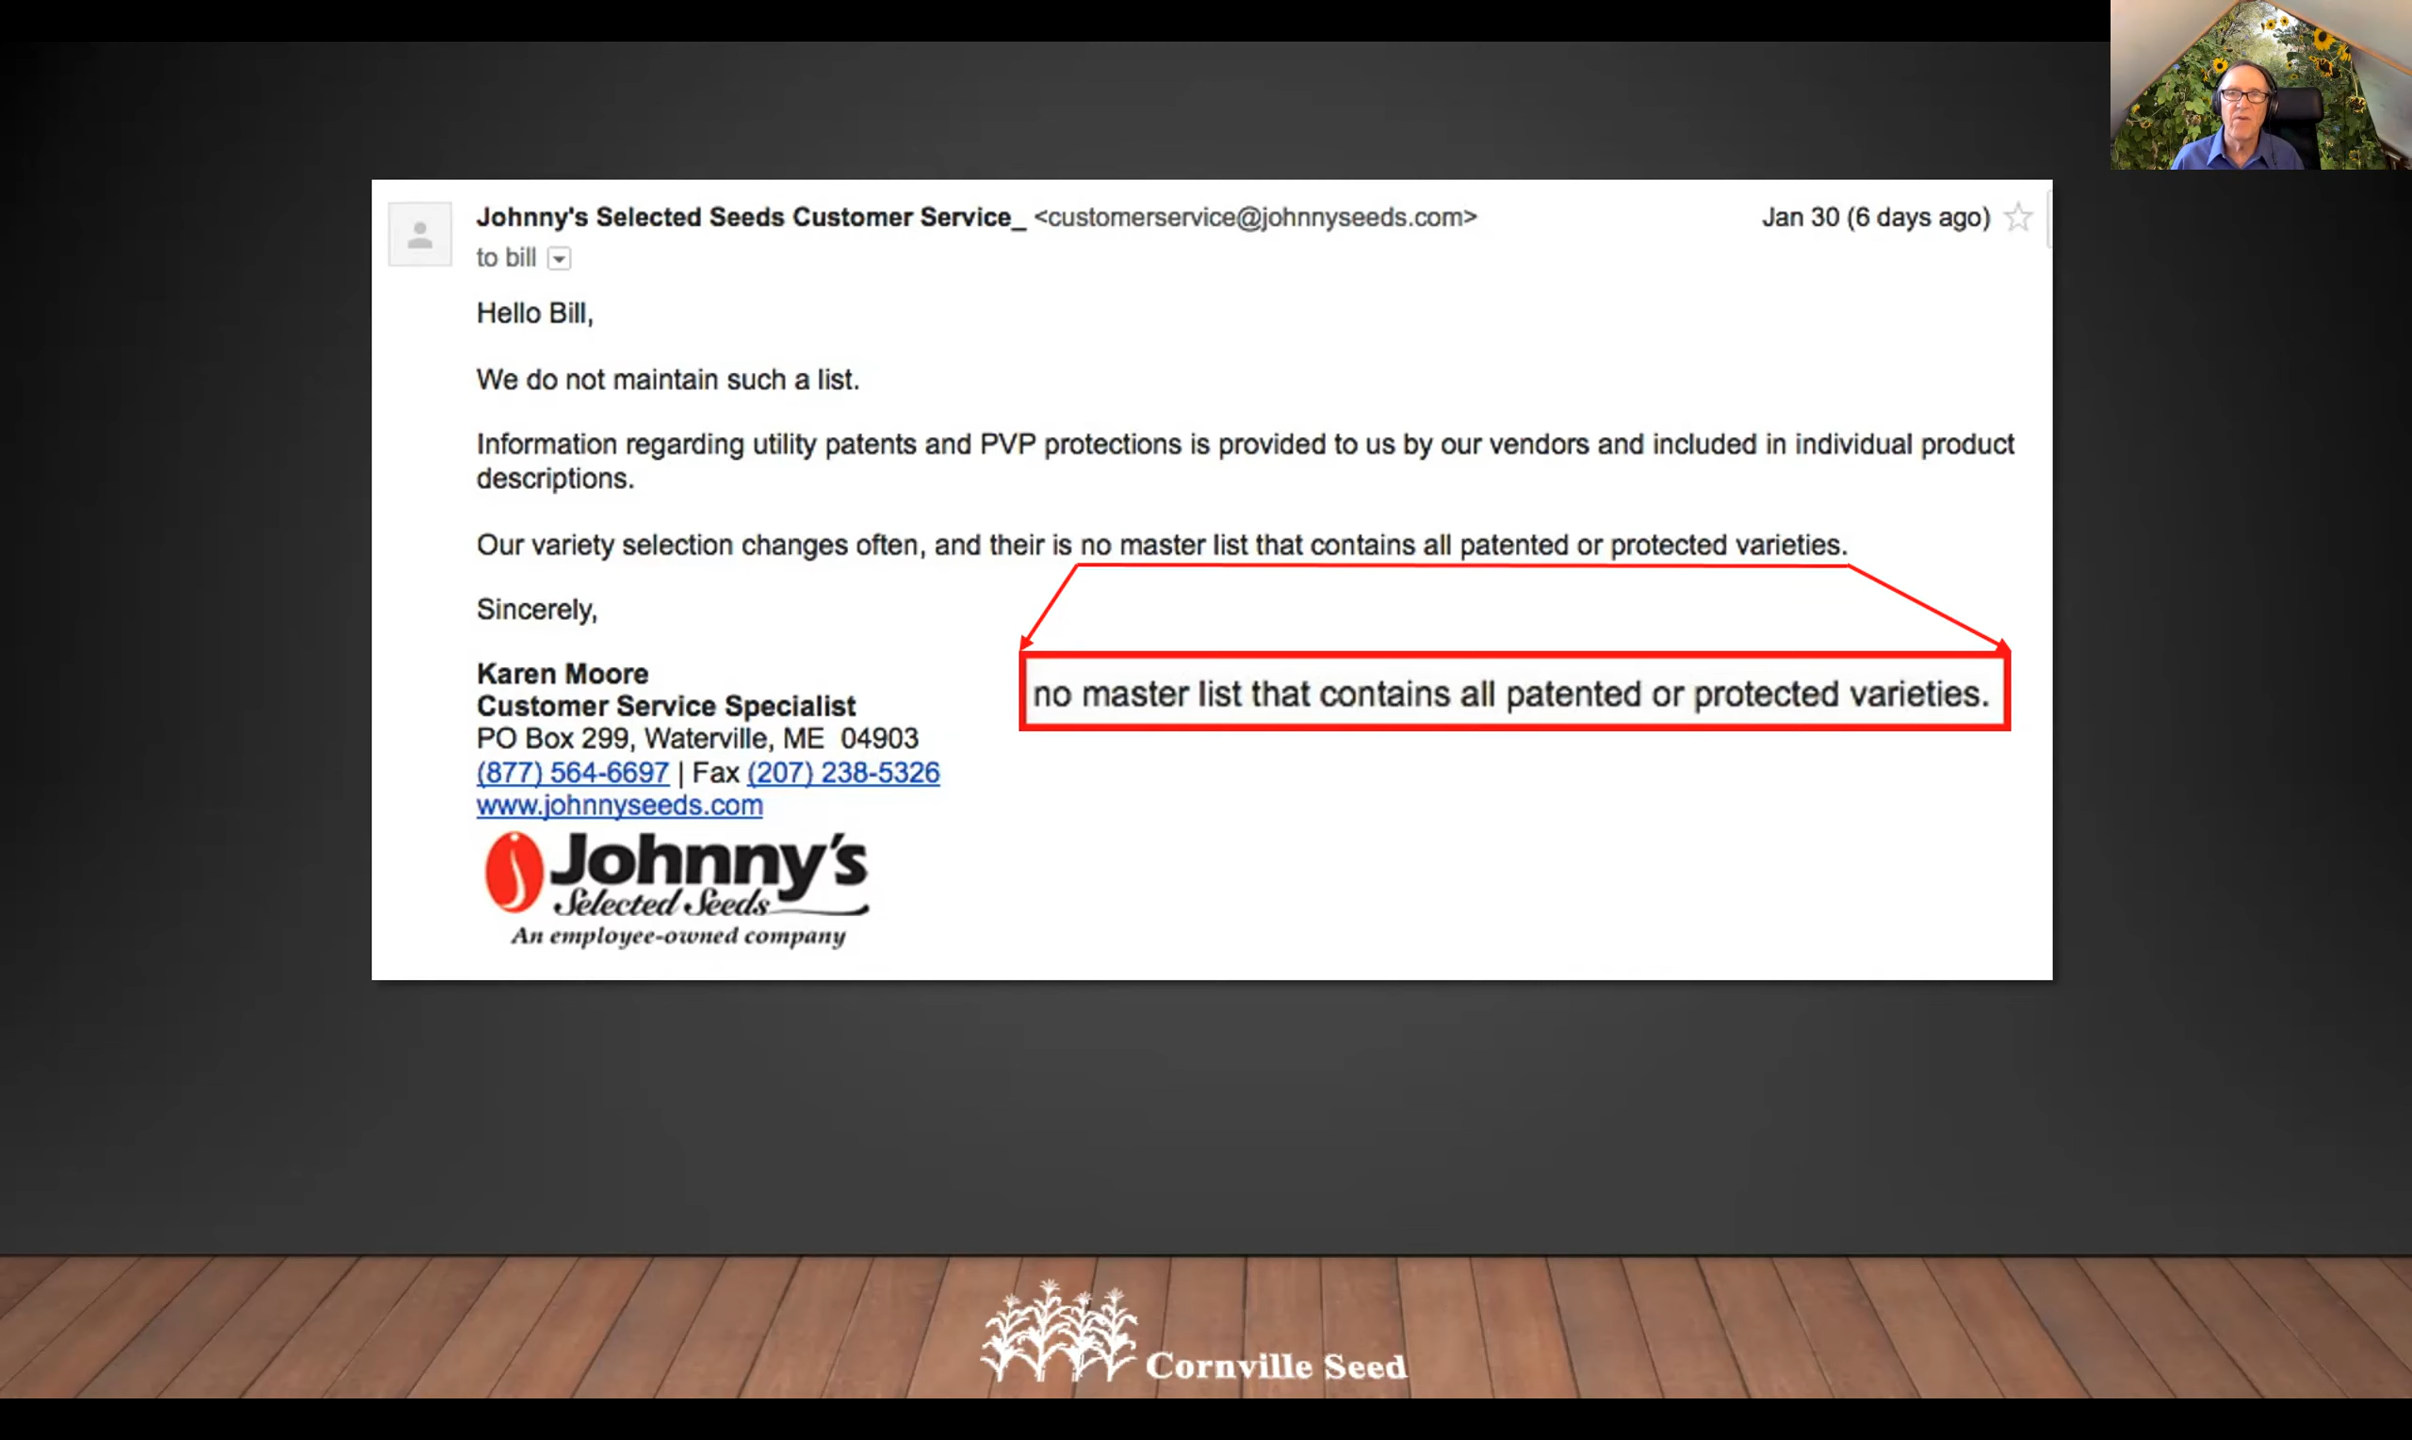 Johnny's Selected Seeds Customer Service_ <customerservice@johnnyseeds.com> Jan 30 (6 days ago)
to bill
Hello Bill,
We do not maintain such a list.
Information regarding utility patents and PVP protections is provided to us by our vendors and included in individual product
descriptions.
Our variety selection changes often, and their is no master list that contains all patented or protected varieties.
Sincerely,
no master list that contains all patented or protected varieties.
Karen Moore
Customer Service Specialist
PO Box 299, Waterville, ME 04903
(877) 564-6697 | Fax (207) 238-5326
www.johnnyseeds.com
Johnny's
Selected Seeds
An employee-owned company
Cornville Seed